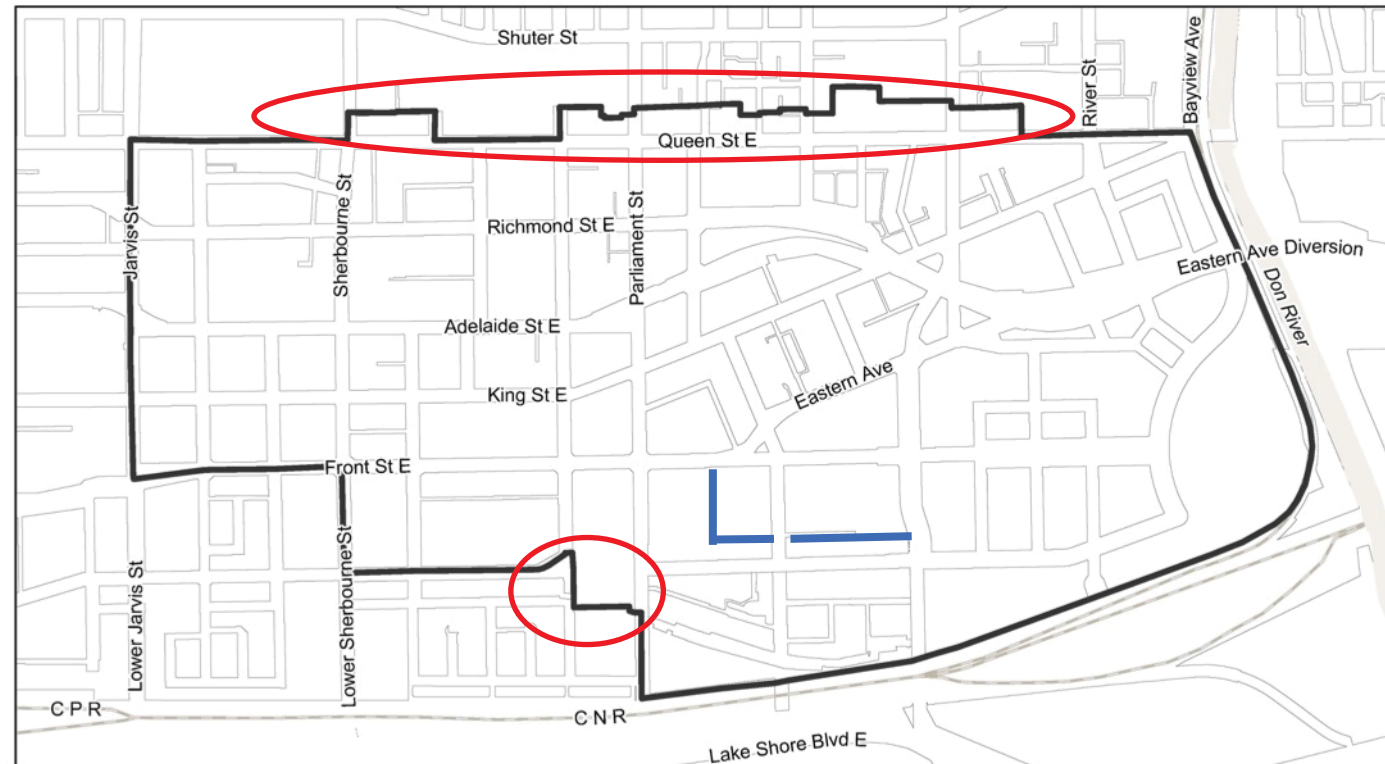 Shuter St
River St
Bayview Ave
Queen St E
Jarvis St
Sherbourne St
Richmond St E
Parliament St
Eastern Ave Diversion
Don River
Adelaide St E
King St E
Eastern Ave
Front St E
Lower Jarvis St
Lower Sherbourne St
C P R
C N R
Lake Shore Blvd E